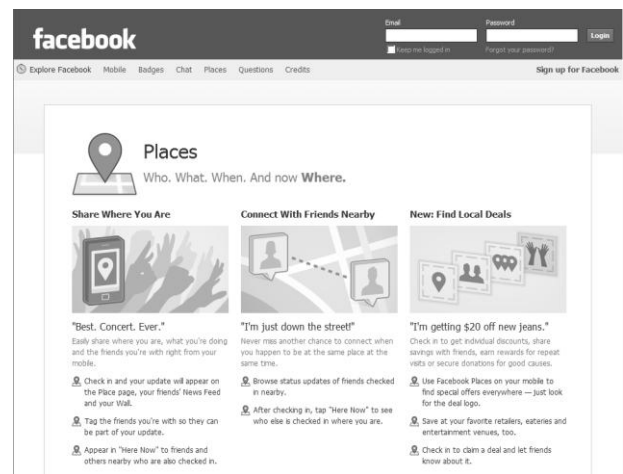 Email Password
facebook
Login
Keep me logged in Forgot your password?
Explore Facebook Mobile Badges Chat Places Questions Credits Sign up for Facebook
Places
Who. What. When. And now Where.
Share Where You Are
"Best. Concert. Ever."
Easily share where you are, what you're doing
and the friends you're with right from your
mobile.
Check in and your update will appear on
the Place page, your friends' News Feed
and your Wall.
Tag the friends you're with so they can
be part of your update.
Appear in "Here Now" to friends and
others nearby who are also checked in.
Connect With Friends Nearby
"I'm just down the street!"
Never miss another chance to connect when
you happen to be at the same place at the
same time.
Browse status updates of friends checked
in nearby.
After checking in, tap "Here Now" to see
who else is checked in where you are.
New: Find Local Deals
"I'm getting $20 off new jeans."
Check in to get individual discounts, share
savings with friends, earn rewards for repeat
visits or secure donations for good causes.
Use Facebook Places on your mobile to
find special offers everywhere — just look
for the deal logo.
Save at your favorite retailers, eateries and
entertainment venues, too.
Check in to claim a deal and let friends
know about it.